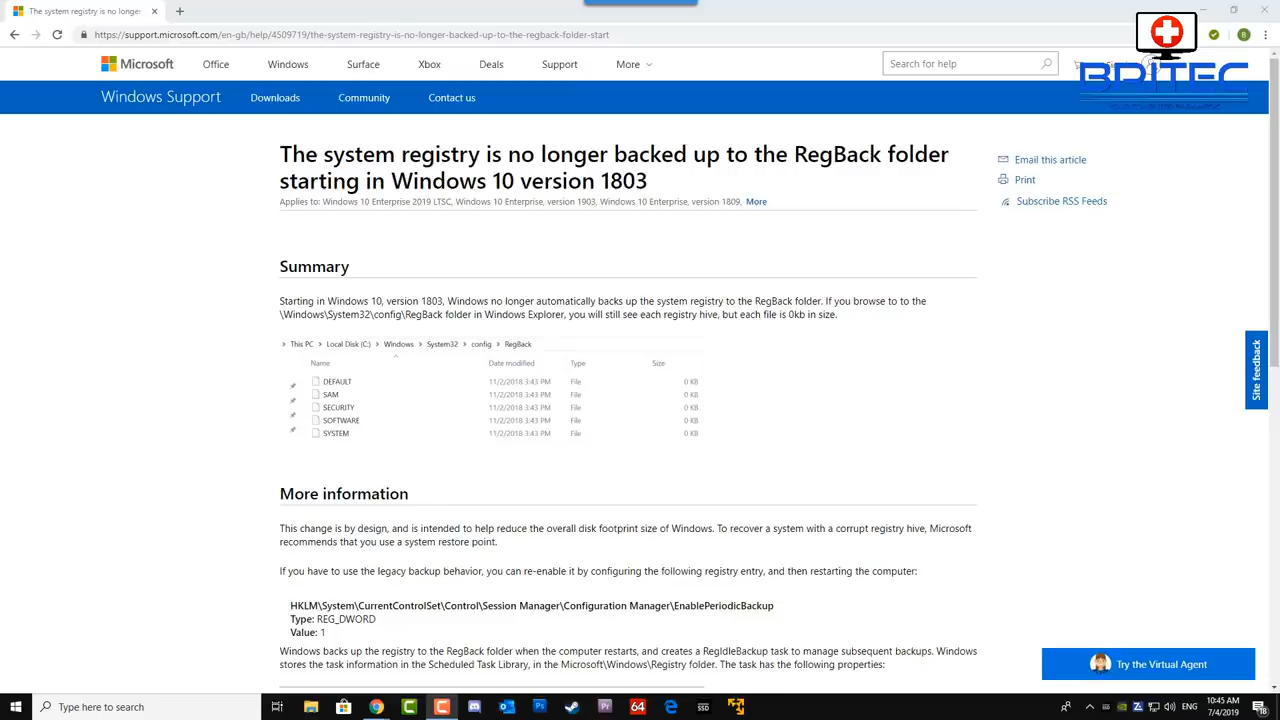 The system registry is no longer
https://support.microsoft.com/en-gb/help/4509719/the-system-registry-is-no-longer-backed-up-to-the-regback-folder-start
B
Microsoft
Office
Windows
Surface
Xbox
Deals
Support
More
Search for help
BRITEC
Windows Support
Downloads
Community
Contact us
The system registry is no longer backed up to the RegBack folder
starting in Windows 10 version 1803
Applies to: Windows 10 Enterprise 2019 LTSC, Windows 10 Enterprise, version 1903, Windows 10 Enterprise, version 1809, More
Email this article
Print
Subscribe RSS Feeds
Summary
Starting in Windows 10, version 1803, Windows no longer automatically backs up the system registry to the RegBack folder. If you browse to to the
\Windows\System32\config\RegBack folder in Windows Explorer, you will still see each registry hive, but each file is 0kb in size.
This PC > Local Disk (C:) > Windows > System32 > config > RegBack
Name Date modified Type Size
DEFAULT 11/2/2018 3:43 PM File 0 KB
SAM 11/2/2018 3:43 PM File 0 KB
SECURITY 11/2/2018 3:43 PM File 0 KB
SOFTWARE 11/2/2018 3:43 PM File 0 KB
SYSTEM 11/2/2018 3:43 PM File 0 KB
Site feedback
More information
This change is by design, and is intended to help reduce the overall disk footprint size of Windows. To recover a system with a corrupt registry hive, Microsoft
recommends that you use a system restore point.
If you have to use the legacy backup behavior, you can re-enable it by configuring the following registry entry, and then restarting the computer:
HKLM\System\CurrentControlSet\Control\Session Manager\Configuration Manager\EnablePeriodicBackup
Type: REG_DWORD
Value: 1
Windows backs up the registry to the RegBack folder when the computer restarts, and creates a RegIdleBackup task to manage subsequent backups. Windows
stores the task information in the Scheduled Task Library, in the Microsoft\Windows\Registry folder. The task has the following properties:
Try the Virtual Agent
Type here to search
64
SSD
10:45 AM
7/4/2019
18